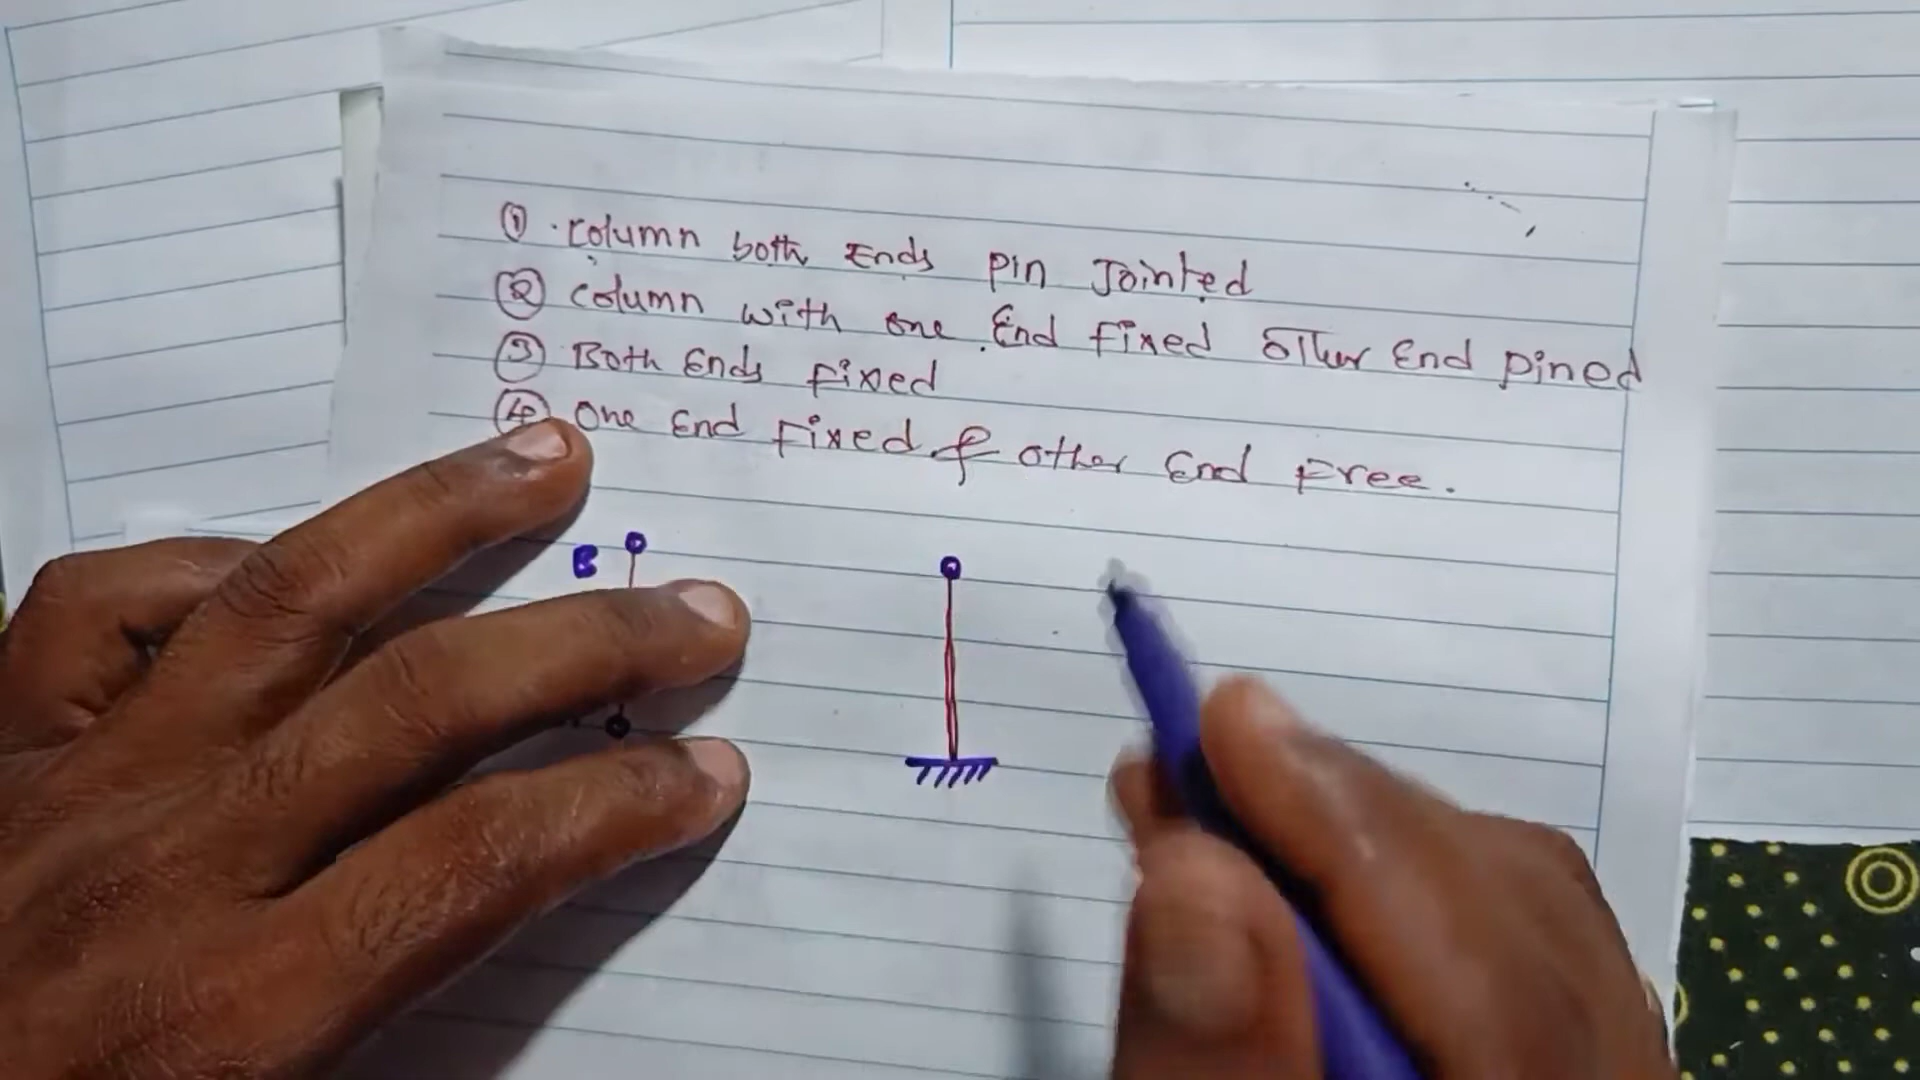 ① column both Ends Pin Jointed
② column with one End fixed other End pined
③ Both Ends fixed
④ One End Fixed & other End Free.
B